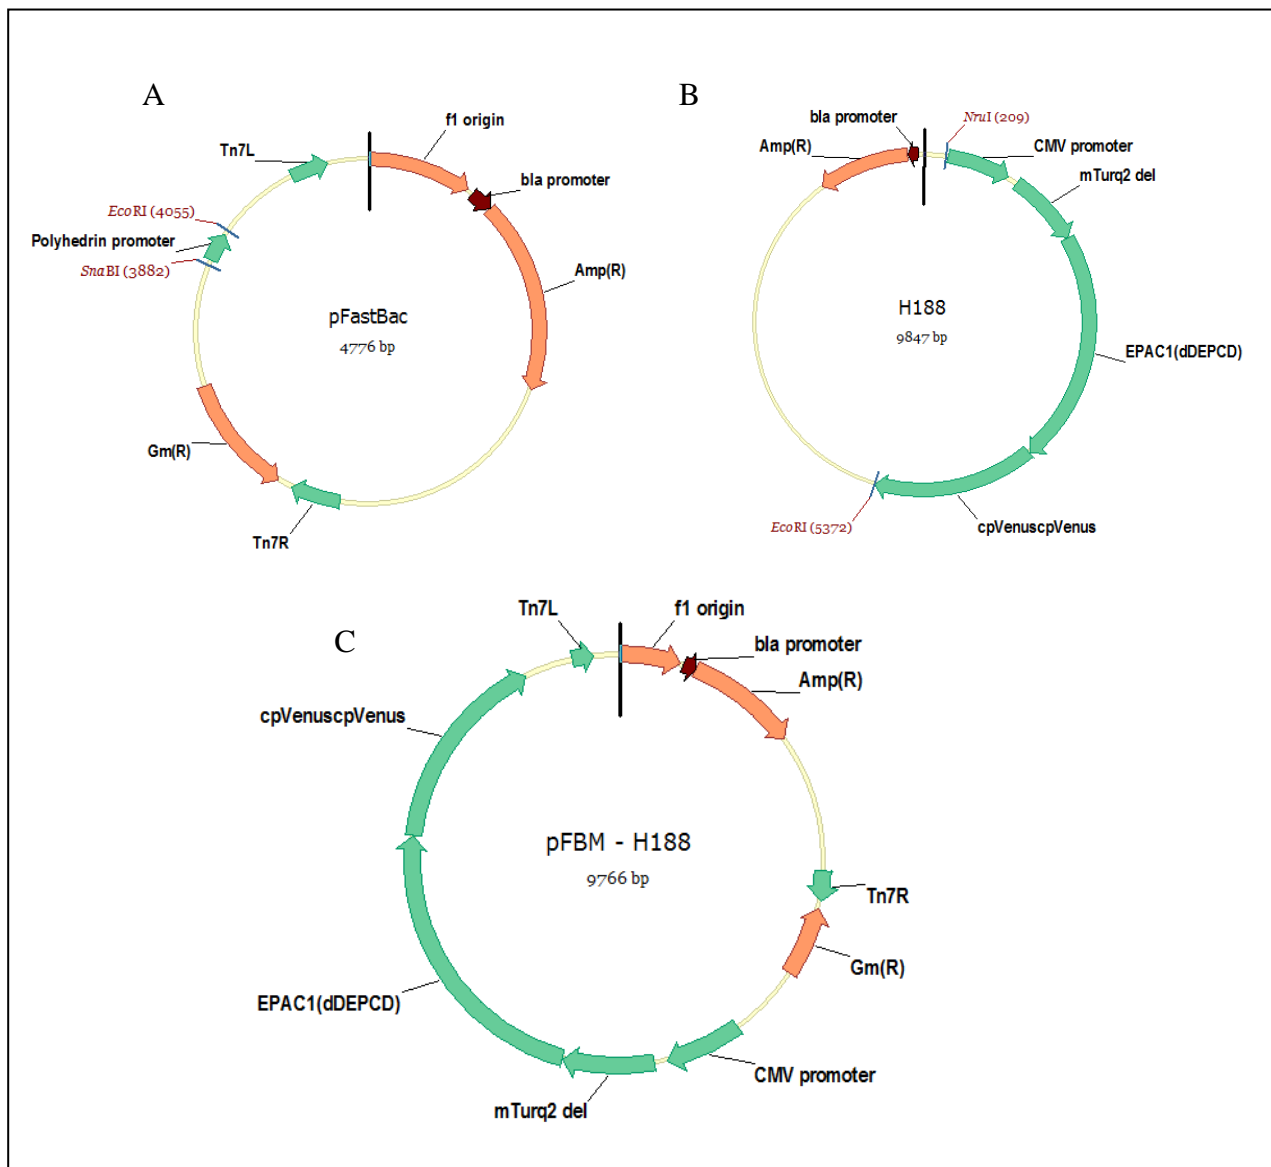 A
f1 origin
Tn7L
bla promoter
EcoRI (4055)
Polyhedrin promoter
SnaBI (3882)
Amp(R)
pFastBac
4776 bp
Gm(R)
Tn7R
B
bla promoter
NruI (209)
Amp(R)
CMV promoter
mTurq2 del
H188
9847 bp
EPAC1(dDEPCD)
EcoRI (5372)
cpVenuscpVenus
C
Tn7L
f1 origin
bla promoter
Amp(R)
cpVenuscpVenus
pFBM - H188
9766 bp
Tn7R
Gm(R)
EPAC1(dDEPCD)
CMV promoter
mTurq2 del